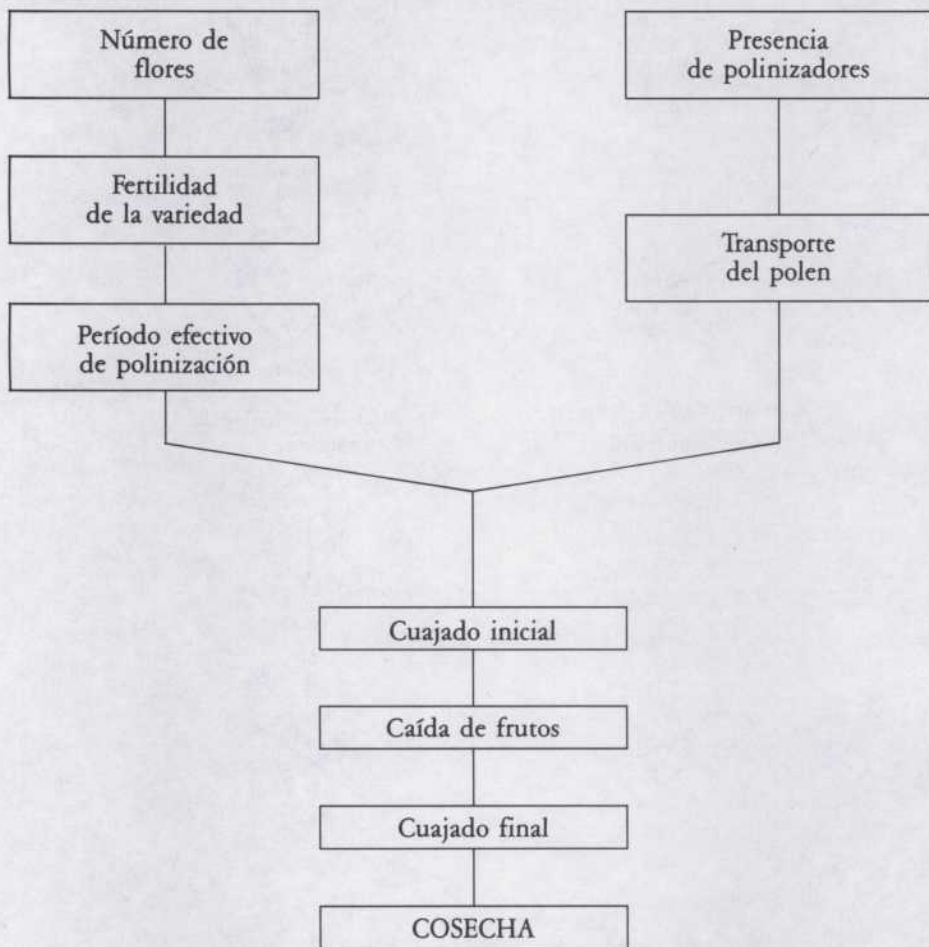 Número de
flores
Fertilidad
de la variedad
Período efectivo
de polinización
Presencia
de polinizadores
Transporte
del polen
Cuajado inicial
Caída de frutos
Cuajado final
COSECHA